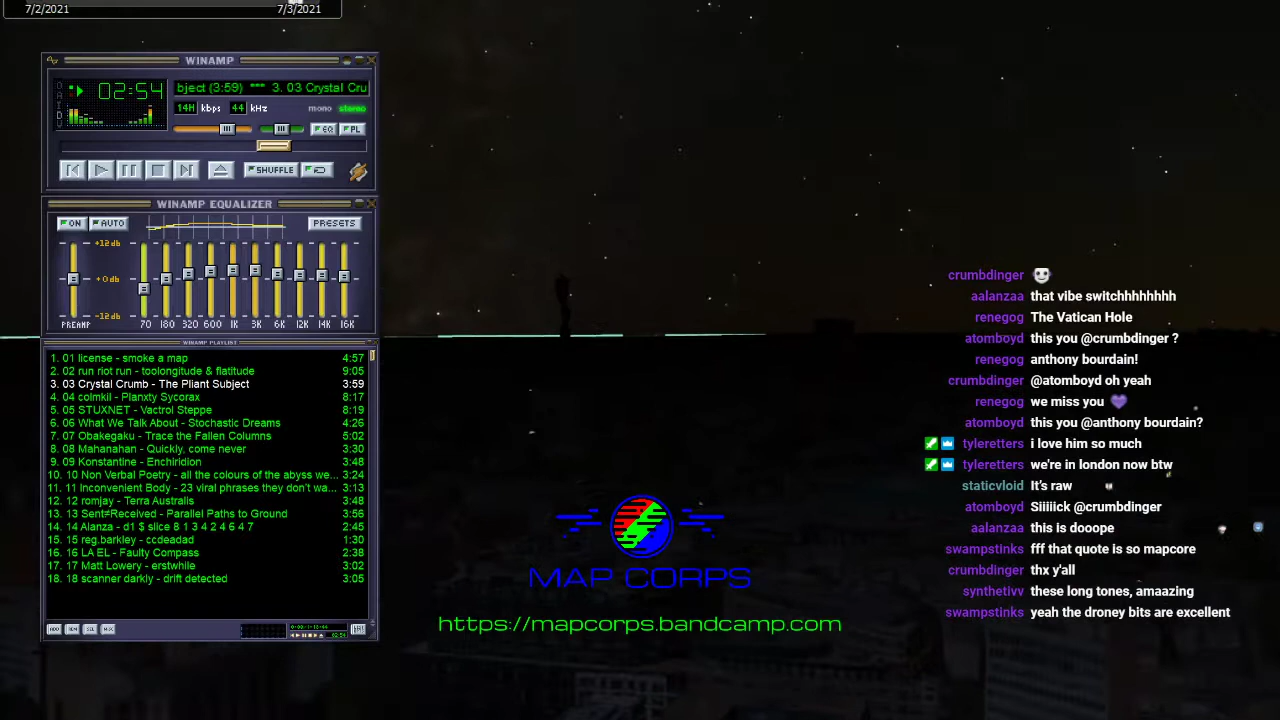 7/2/2021
7/3/2021
WINAMP
02:54
bject (3:59) *** 3. 03 Crystal Cru
14H kbps 44 kHz mono stereo
EQ PL
SHUFFLE
WINAMP EQUALIZER
ON AUTO PRESETS
+12 db
+0 db
-12 db
PREAMP 70 180 320 600 1K 3K 6K 12K 14K 16K
WINAMP PLAYLIST
1. 01 license - smoke a map 4:57
2. 02 run riot run - toolongitude & flatitude 9:05
3. 03 Crystal Crumb - The Pliant Subject 3:59
4. 04 colmkil - Planxty Sycorax 8:17
5. 05 STUXNET - Vactrol Steppe 8:19
6. 06 What We Talk About - Stochastic Dreams 4:26
7. 07 Obakegaku - Trace the Fallen Columns 5:02
8. 08 Mahanahan - Quickly, come never 3:30
9. 09 Konstantine - Enchiridion 3:48
10. 10 Non Verbal Poetry - all the colours of the abyss we... 3:24
11. 11 Inconvenient Body - 23 viral phrases they don't wa... 3:13
12. 12 romjay - Terra Australis 3:48
13. 13 Sent≠Received - Parallel Paths to Ground 3:56
14. 14 Alanza - d1 $ slice 8 1 3 4 2 4 6 4 7 2:45
15. 15 reg.barkley - ccdeadad 1:30
16. 16 LA EL - Faulty Compass 2:38
17. 17 Matt Lowery - erstwhile 3:02
18. 18 scanner darkly - drift detected 3:05
ADD REM SEL MISC
02:54
MAP CORPS
https://mapcorps.bandcamp.com
crumbdinger
aalanzaa that vibe switchhhhhhhh
renegog The Vatican Hole
atomboyd this you @crumbdinger ?
renegog anthony bourdain!
crumbdinger @atomboyd oh yeah
renegog we miss you
atomboyd this you @anthony bourdain?
tyleretters i love him so much
tyleretters we're in london now btw
staticvloid It's raw
atomboyd Siiiiick @crumbdinger
aalanzaa this is dooope
swampstinks fff that quote is so mapcore
crumbdinger thx y'all
synthetivv these long tones, amaazing
swampstinks yeah the droney bits are excellent